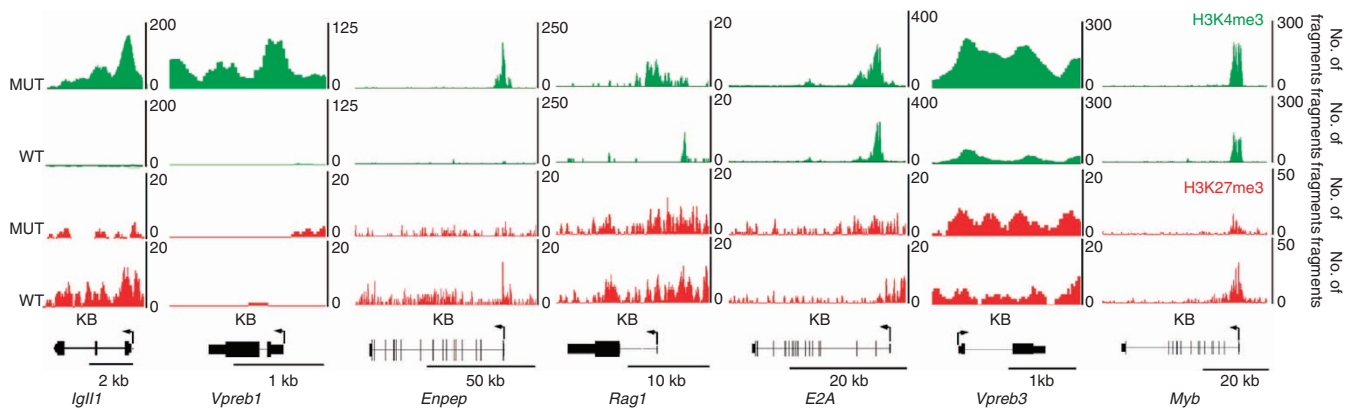 200 125 250 20 400 300 H3K4me3 300
MUT 0 0 0 0 0 0 0
No. of fragments
200 125 250 20 400 300 300
WT 0 0 0 0 0 0 0
No. of fragments
20 20 20 20 20 20 H3K27me3 50
MUT 0 0 0 0 0 0 0
No. of fragments
20 20 20 20 20 20 50
WT 0 0 0 0 0 0 0
No. of fragments
KB KB KB KB KB KB KB
2 kb 1 kb 50 kb 10 kb 20 kb 1kb 20 kb
Igll1 Vpreb1 Enpep Rag1 E2A Vpreb3 Myb